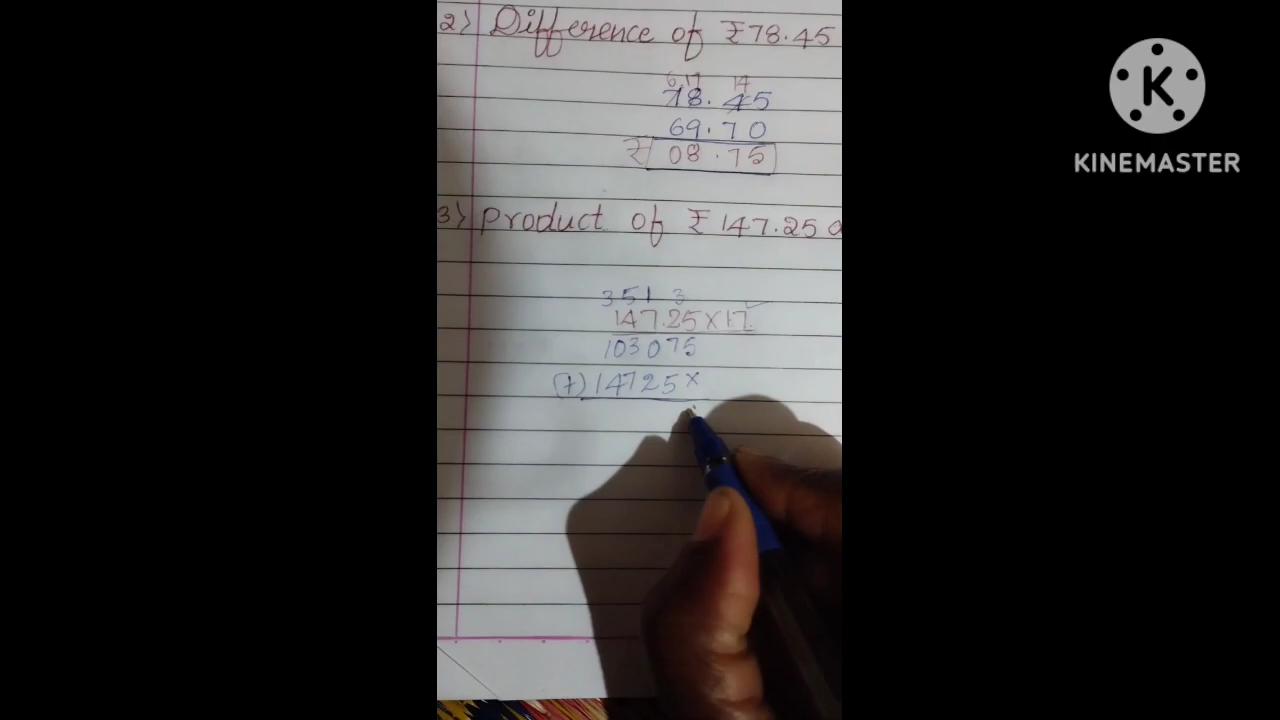 2) Difference of ₹78.45
6 17 14
78.45
69.70
₹ 08.75
3) Product of ₹147.25
3 5 1 3
147.25×17
103075
(+) 14725×
K
KINEMASTER